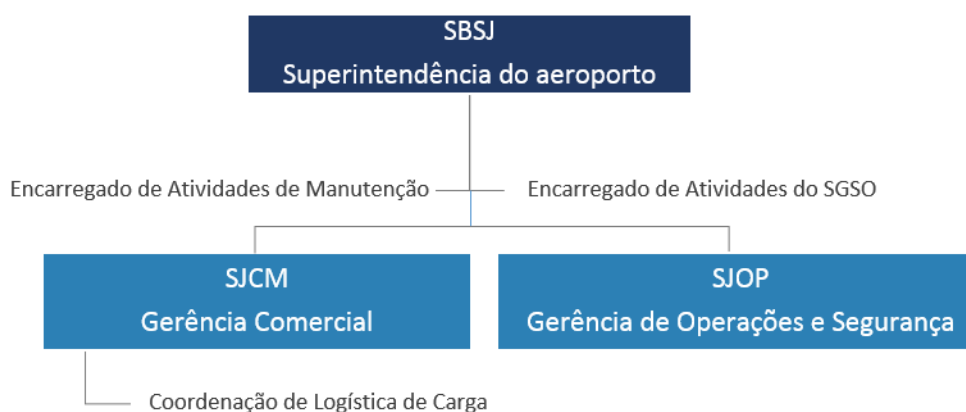 SBSJ
Superintendência do aeroporto
Encarregado de Atividades de Manutenção
Encarregado de Atividades do SGSO
SJCM
Gerência Comercial
SJOP
Gerência de Operações e Segurança
Coordenação de Logística de Carga